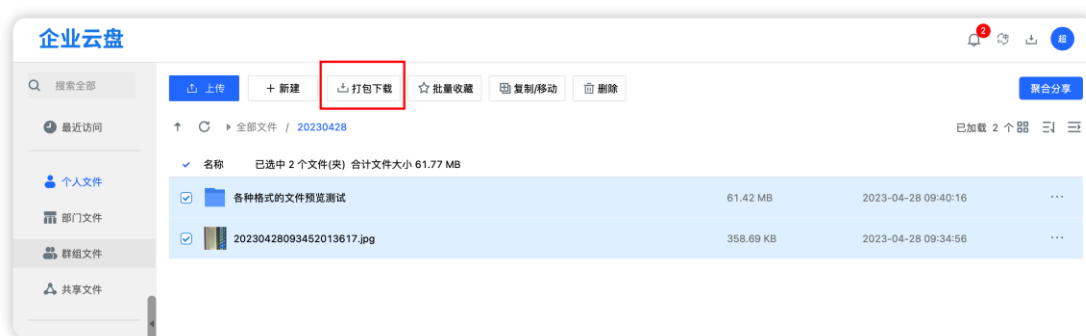 企业云盘
2
超
搜索全部
上传
新建
打包下载
批量收藏
复制/移动
删除
聚合分享
最近访问
全部文件 / 20230428
已加载 2 个
名称 已选中 2 个文件(夹) 合计文件大小 61.77 MB
个人文件
各种格式的文件预览测试 61.42 MB 2023-04-28 09:40:16 ···
部门文件
20230428093452013617.jpg 358.69 KB 2023-04-28 09:34:56 ···
群组文件
共享文件